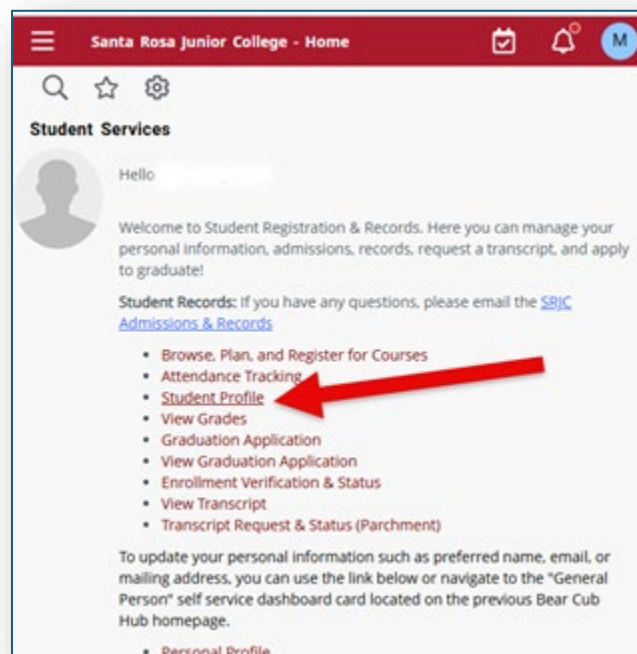 Santa Rosa Junior College - Home
M
Student Services
Hello
Welcome to Student Registration & Records. Here you can manage your
personal information, admissions, records, request a transcript, and apply
to graduate!
Student Records: If you have any questions, please email the SRJC
Admissions & Records
• Browse, Plan, and Register for Courses
• Attendance Tracking
• Student Profile
• View Grades
• Graduation Application
• View Graduation Application
• Enrollment Verification & Status
• View Transcript
• Transcript Request & Status (Parchment)
To update your personal information such as preferred name, email, or
mailing address, you can use the link below or navigate to the "General
Person" self service dashboard card located on the previous Bear Cub
Hub homepage.
• Personal Profile